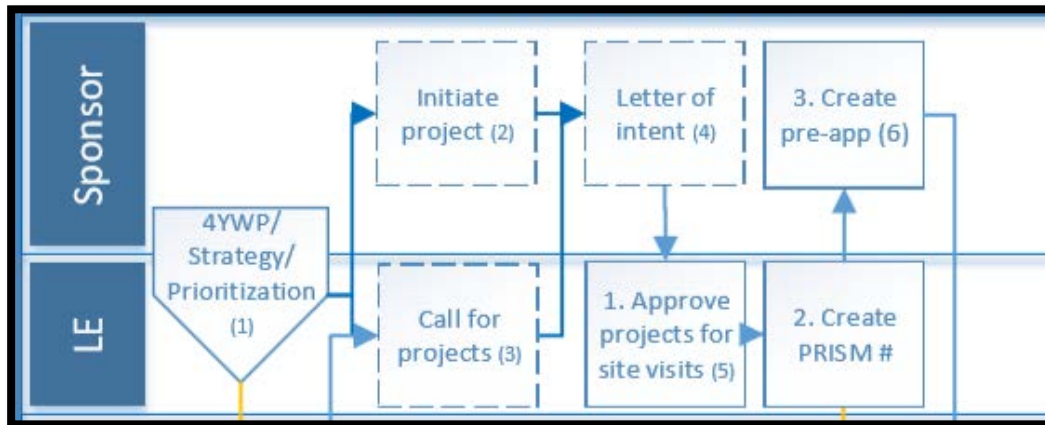 Sponsor
Initiate
project (2)
Letter of
intent (4)
3. Create
pre-app (6)
4YWP/
Strategy/
Prioritization
(1)
LE
Call for
projects (3)
1. Approve
projects for
site visits (5)
2. Create
PRISM #